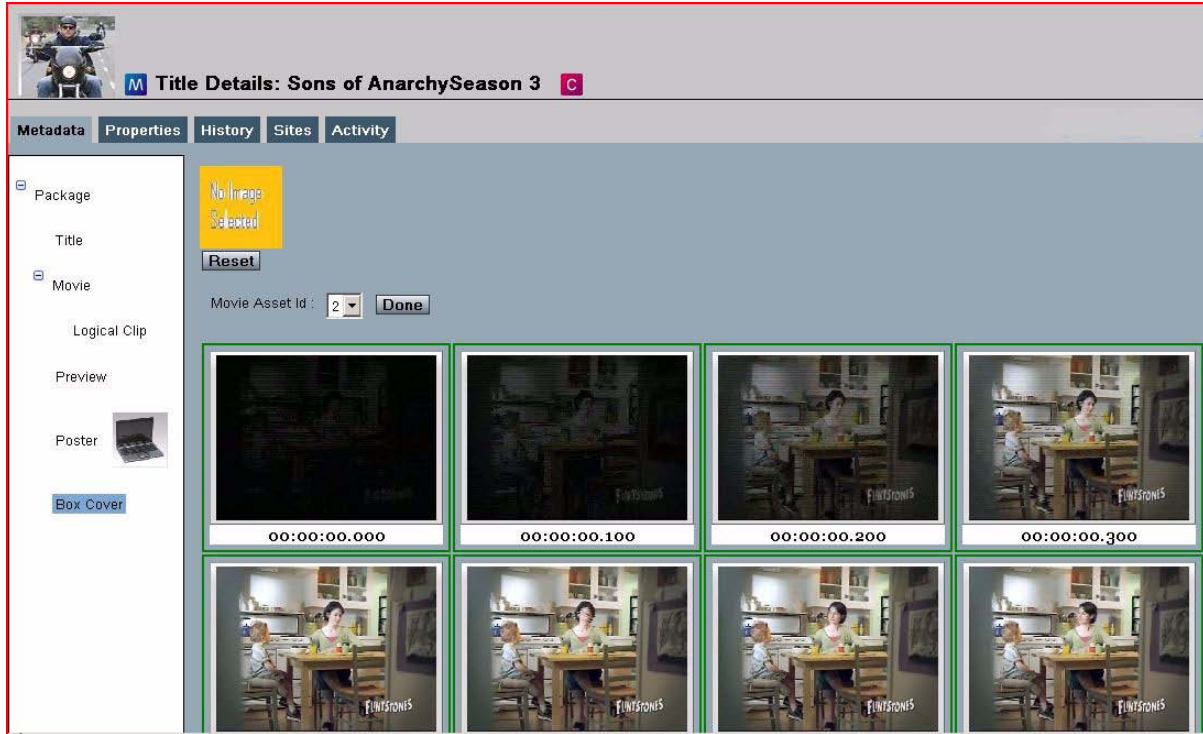 M Title Details: Sons of AnarchySeason 3 C
Metadata Properties History Sites Activity
Package
Title
Movie
Logical Clip
Preview
Poster
Box Cover
No Image
Selected
Reset
Movie Asset Id : 2 Done
FLINTSTONES
FLINTSTONES
FLINTSTONES
FLINTSTONES
00:00:00.000
00:00:00.100
00:00:00.200
00:00:00.300
FLINTSTONES
FLINTSTONES
FLINTSTONES
FLINTSTONES